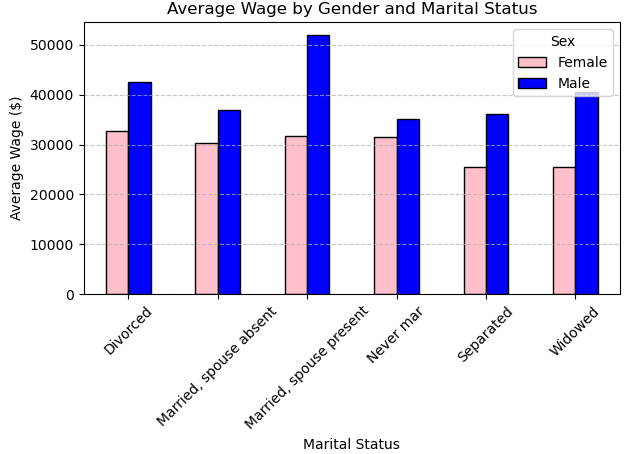 Average Wage by Gender and Marital Status
Sex
Female
Male
Average Wage ($)
50000
40000
30000
20000
10000
0
Divorced
Married, spouse absent
Married, spouse present
Never mar
Separated
Widowed
Marital Status